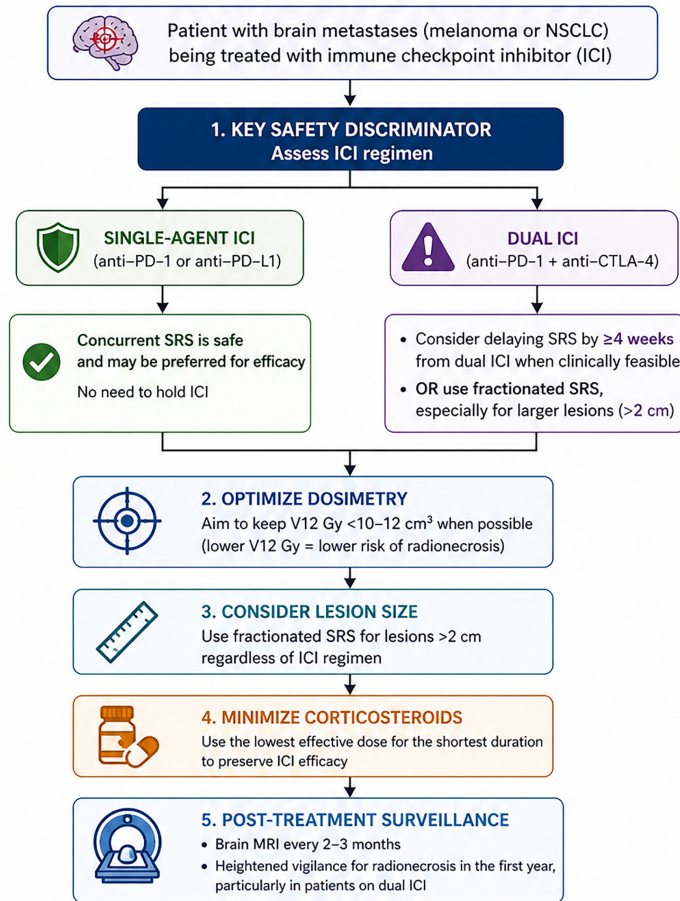 Patient with brain metastases (melanoma or NSCLC)
being treated with immune checkpoint inhibitor (ICI)
1. KEY SAFETY DISCRIMINATOR
Assess ICI regimen
SINGLE-AGENT ICI
(anti–PD-1 or anti–PD-L1)
DUAL ICI
(anti–PD-1 + anti–CTLA-4)
Concurrent SRS is safe
and may be preferred for efficacy
No need to hold ICI
• Consider delaying SRS by ≥4 weeks
from dual ICI when clinically feasible
• OR use fractionated SRS,
especially for larger lesions (>2 cm)
2. OPTIMIZE DOSIMETRY
Aim to keep V12 Gy <10–12 cm³ when possible
(lower V12 Gy = lower risk of radionecrosis)
3. CONSIDER LESION SIZE
Use fractionated SRS for lesions >2 cm
regardless of ICI regimen
4. MINIMIZE CORTICOSTEROIDS
Use the lowest effective dose for the shortest duration
to preserve ICI efficacy
5. POST-TREATMENT SURVEILLANCE
• Brain MRI every 2–3 months
• Heightened vigilance for radionecrosis in the first year,
particularly in patients on dual ICI